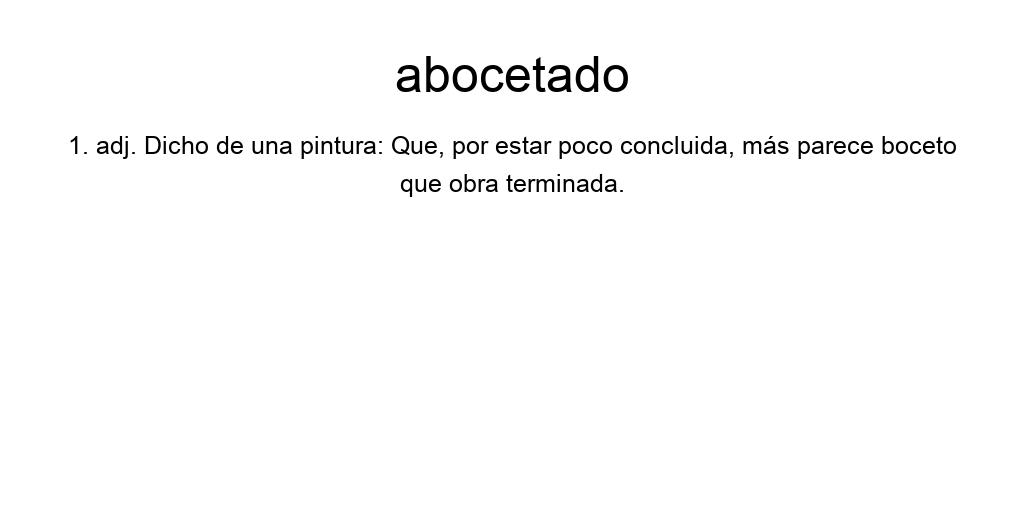 abocetado
1. adj. Dicho de una pintura: Que, por estar poco concluida, más parece boceto
que obra terminada.